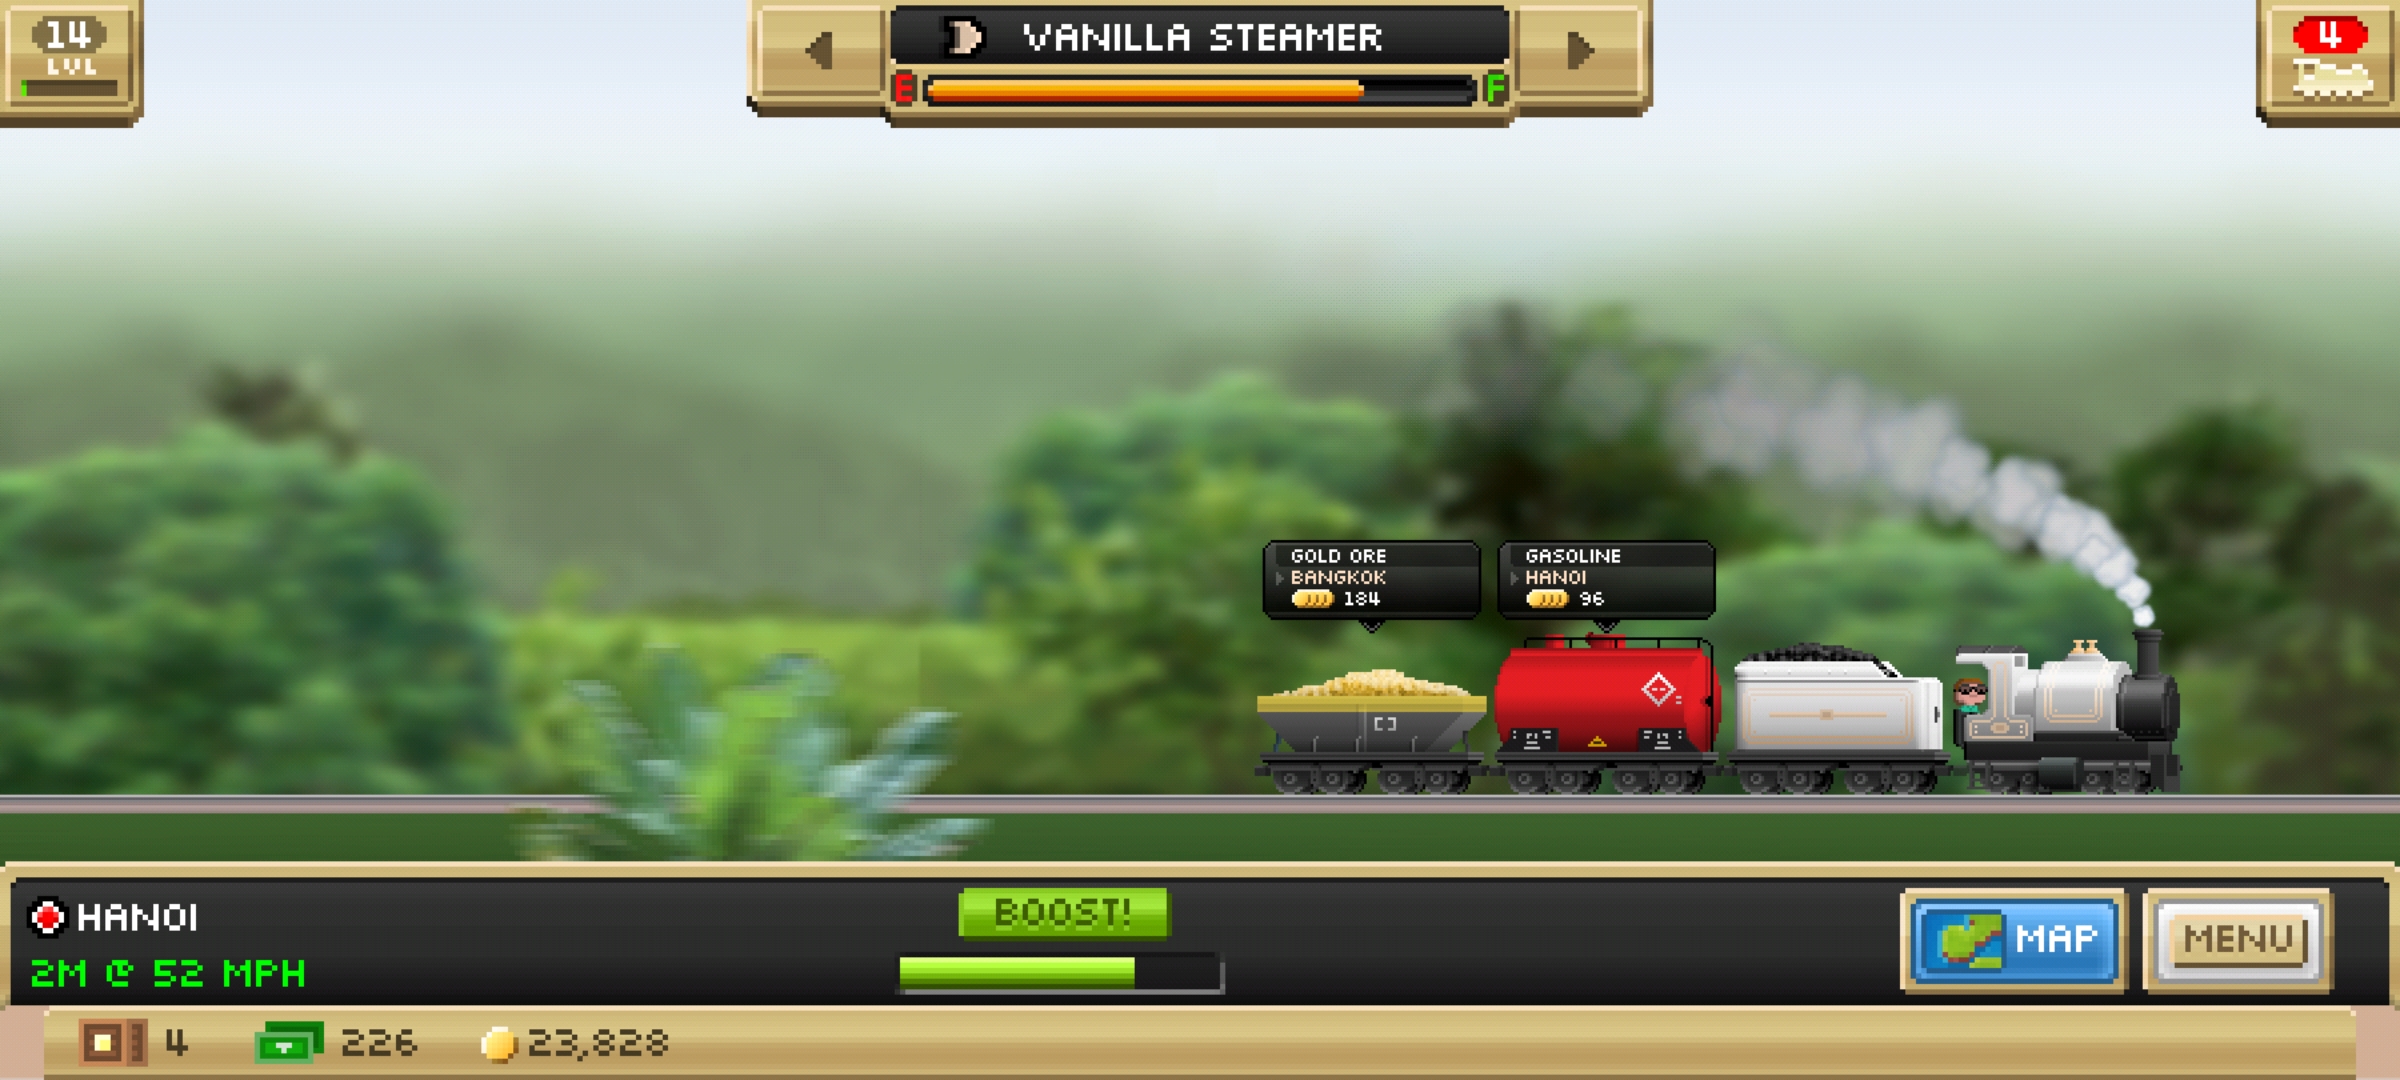 14
LVL
VANILLA STEAMER
E
F
4
GOLD ORE
BANGKOK
184
GASOLINE
HANOI
96
HANOI
2M @ 52 MPH
BOOST!
MAP
MENU
4
226
23,828